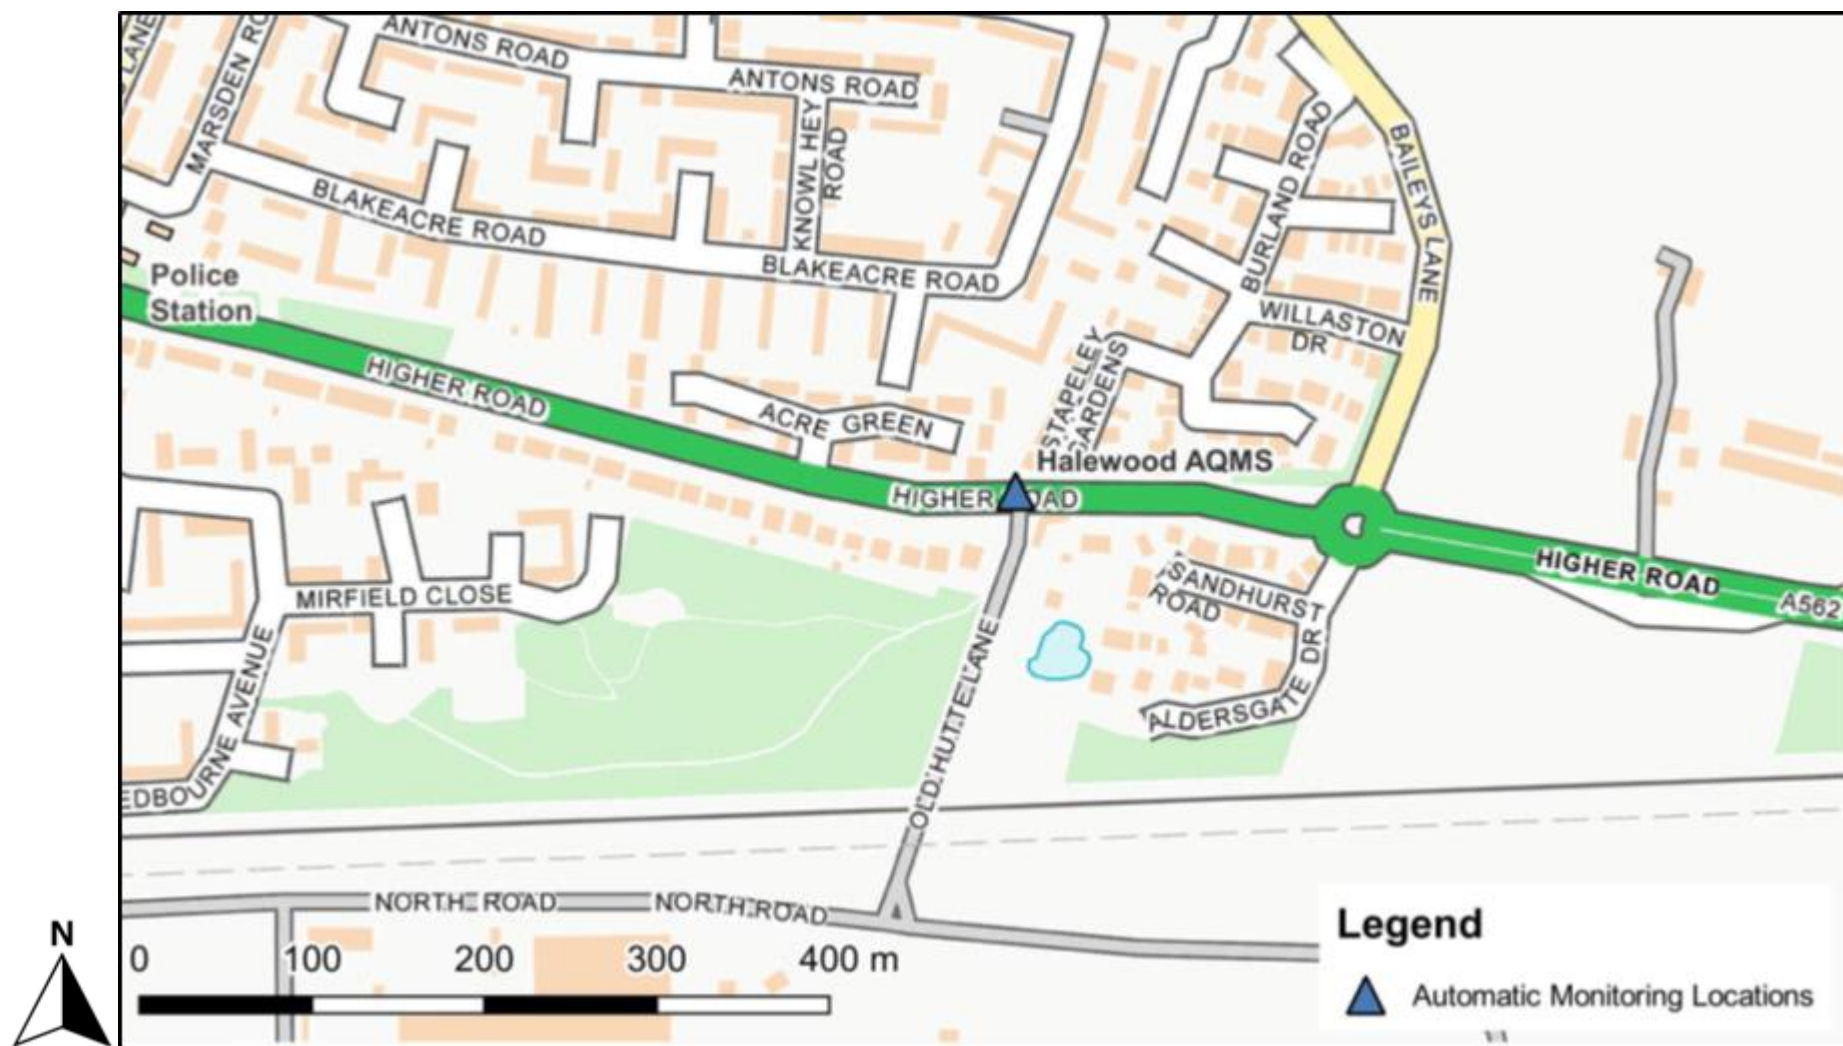 LANE
MARSDEN RO
ANTONS ROAD
ANTONS ROAD
KNOWL HEY
ROAD
BLAKEACRE ROAD
BLAKEACRE ROAD
BURLAND ROAD
BAILEYS LANE
WILLASTON
DR
Police
Station
HIGHER ROAD
ACRE GREEN
STAPELEY
GARDENS
Halewood AQMS
HIGHER ROAD
HIGHER ROAD
A562
SANDHURST
ROAD
MIRFIELD CLOSE
EDBOURNE AVENUE
OLD HUTTE LANE
ALDERSGATE DR
NORTH ROAD
NORTH ROAD
N
0 100 200 300 400 m
Legend
Automatic Monitoring Locations